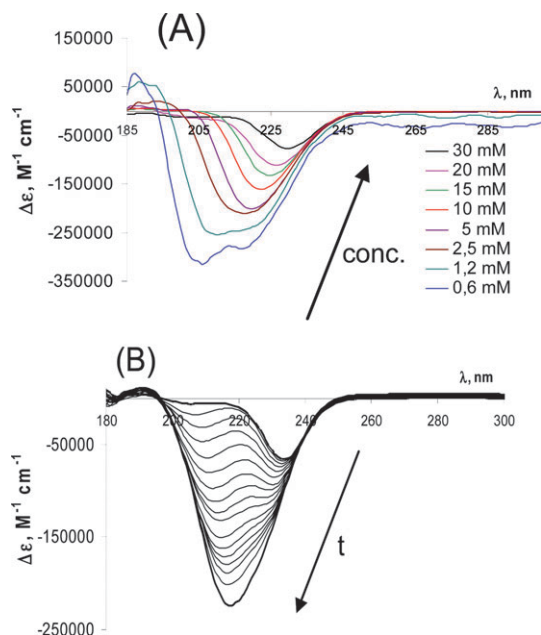 (A)
150000
50000
-50000
-150000
-250000
-350000
Δε, M⁻¹ cm⁻¹
λ, nm
185 205 225 245 265 285
30 mM
20 mM
15 mM
10 mM
5 mM
2,5 mM
1,2 mM
0,6 mM
conc.
(B)
λ, nm
180 200 220 240 260 280 300
-50000
-150000
-250000
Δε, M⁻¹ cm⁻¹
t